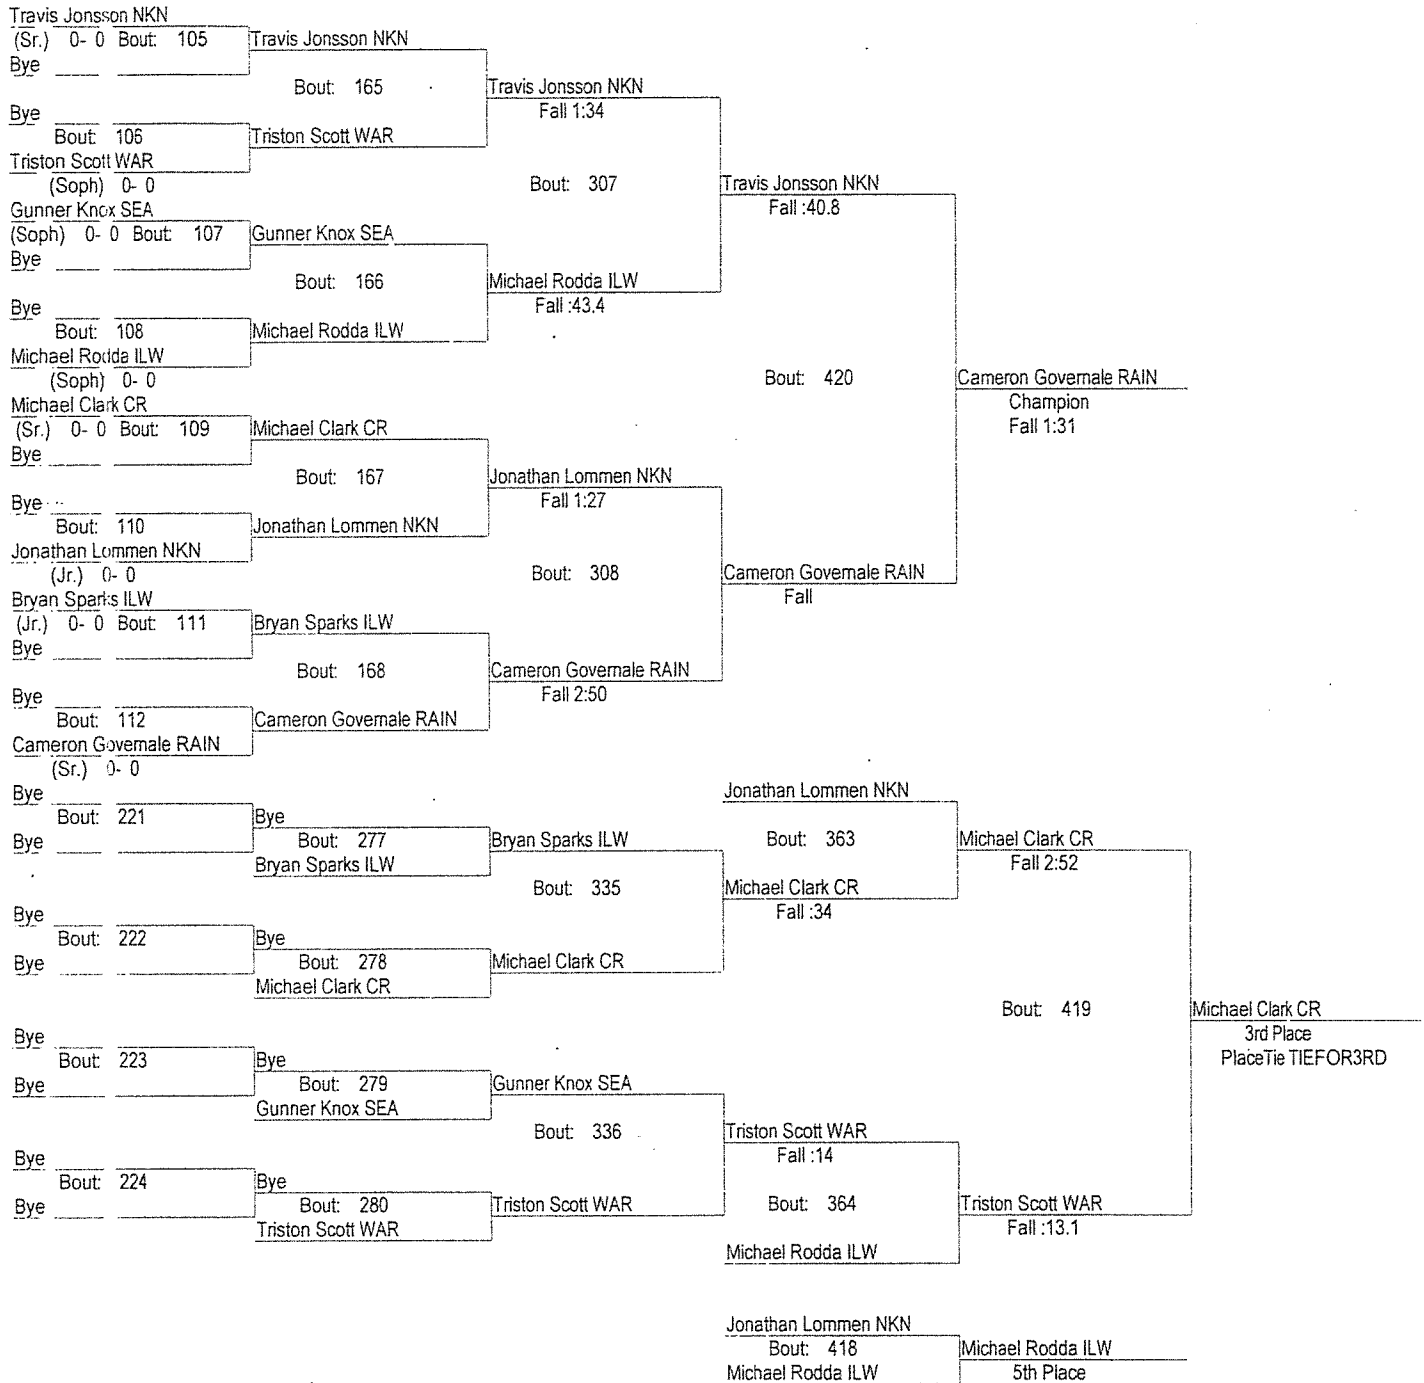 Travis Jonsson NKN
(Sr.) 0- 0 Bout: 105
Travis Jonsson NKN
Bye
Bout: 165
Travis Jonsson NKN
Fall 1:34
Bye
Bout: 106
Triston Scott WAR
Triston Scott WAR
(Soph) 0- 0
Bout: 307
Travis Jonsson NKN
Fall :40.8
Gunner Knox SEA
(Soph) 0- 0 Bout: 107
Gunner Knox SEA
Bye
Bout: 166
Michael Rodda ILW
Fall :43.4
Bye
Bout: 108
Michael Rodda ILW
Michael Rodda ILW
(Soph) 0- 0
Bout: 420
Cameron Governale RAIN
Champion
Fall 1:31
Michael Clark CR
(Sr.) 0- 0 Bout: 109
Michael Clark CR
Bye
Bout: 167
Jonathan Lommen NKN
Fall 1:27
Bye
Bout: 110
Jonathan Lommen NKN
Jonathan Lommen NKN
(Jr.) 0- 0
Bout: 308
Cameron Governale RAIN
Fall
Bryan Sparks ILW
(Jr.) 0- 0 Bout: 111
Bryan Sparks ILW
Bye
Bout: 168
Cameron Governale RAIN
Fall 2:50
Bye
Bout: 112
Cameron Governale RAIN
Cameron Governale RAIN
(Sr.) 0- 0
Bye
Bout: 221
Bye
Bye
Bout: 277
Bryan Sparks ILW
Bryan Sparks ILW
Jonathan Lommen NKN
Bout: 363
Michael Clark CR
Fall 2:52
Bout: 335
Michael Clark CR
Fall :34
Bye
Bout: 222
Bye
Bye
Bout: 278
Michael Clark CR
Michael Clark CR
Bout: 419
Michael Clark CR
3rd Place
PlaceTie TIEFOR3RD
Bye
Bout: 223
Bye
Bye
Bout: 279
Gunner Knox SEA
Gunner Knox SEA
Bout: 336
Triston Scott WAR
Fall :14
Bye
Bout: 224
Bye
Bye
Bout: 280
Triston Scott WAR
Triston Scott WAR
Bout: 364
Triston Scott WAR
Fall :13.1
Michael Rodda ILW
Jonathan Lommen NKN
Bout: 418
Michael Rodda ILW
Michael Rodda ILW
5th Place